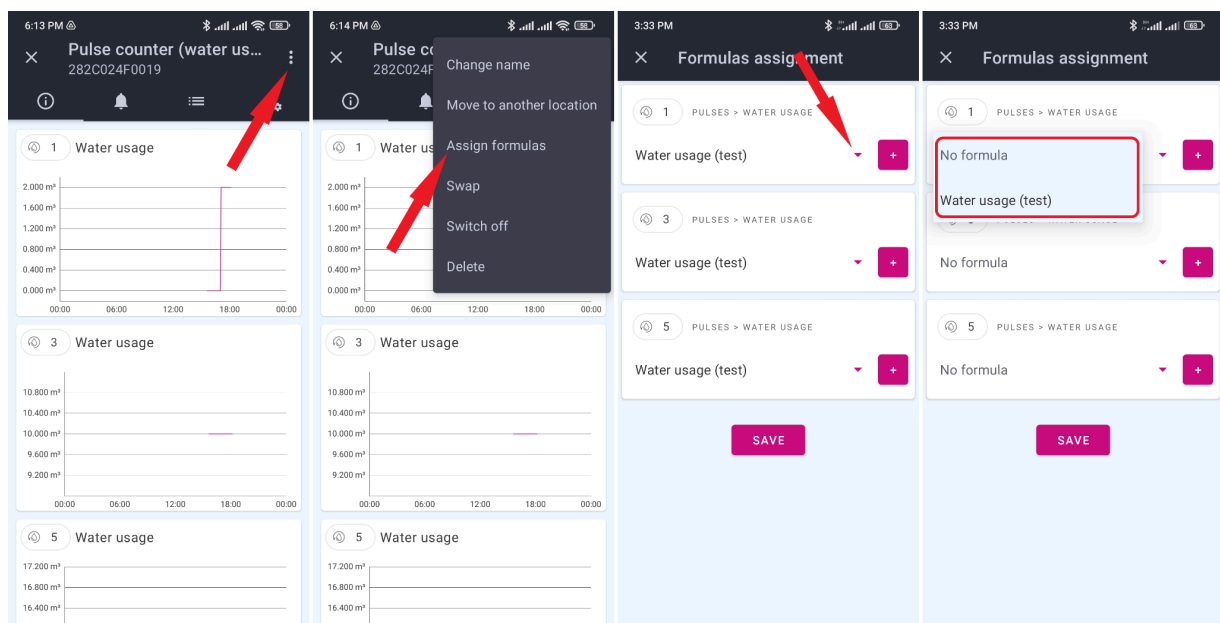 6:13 PM
58
Pulse counter (water us...
282C024F0019
1 Water usage
2.000 m³
1.600 m³
1.200 m³
0.800 m³
0.400 m³
0.000 m³
00:00 06:00 12:00 18:00 00:00
3 Water usage
10.800 m³
10.400 m³
10.000 m³
9.600 m³
9.200 m³
00:00 06:00 12:00 18:00 00:00
5 Water usage
17.200 m³
16.800 m³
16.400 m³
6:14 PM
58
Pulse co
282C024F
Change name
Move to another location
Assign formulas
Swap
Switch off
Delete
1 Water us
2.000 m³
1.600 m³
1.200 m³
0.800 m³
0.400 m³
0.000 m³
00:00 06:00 12:00 18:00 00:00
3 Water usage
10.800 m³
10.400 m³
10.000 m³
9.600 m³
9.200 m³
00:00 06:00 12:00 18:00 00:00
5 Water usage
17.200 m³
16.800 m³
16.400 m³
3:33 PM
63
Formulas assignment
1 PULSES > WATER USAGE
Water usage (test)
+
3 PULSES > WATER USAGE
Water usage (test)
+
5 PULSES > WATER USAGE
Water usage (test)
+
SAVE
3:33 PM
63
Formulas assignment
1 PULSES > WATER USAGE
No formula
+
Water usage (test)
No formula
+
5 PULSES > WATER USAGE
No formula
+
SAVE